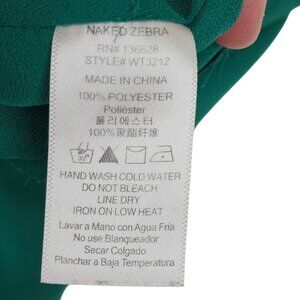 NAKED ZEBRA
RN# 136628
STYLE# WT3212
MADE IN CHINA
100% POLYESTER
Poliéster
폴리에스터
100%聚酯纤维
HAND WASH COLD WATER
DO NOT BLEACH
LINE DRY
IRON ON LOW HEAT
Lavar a Mano con Agua Fria
No use Blanqueador
Secar Colgado
Planchar a Baja Temperatura